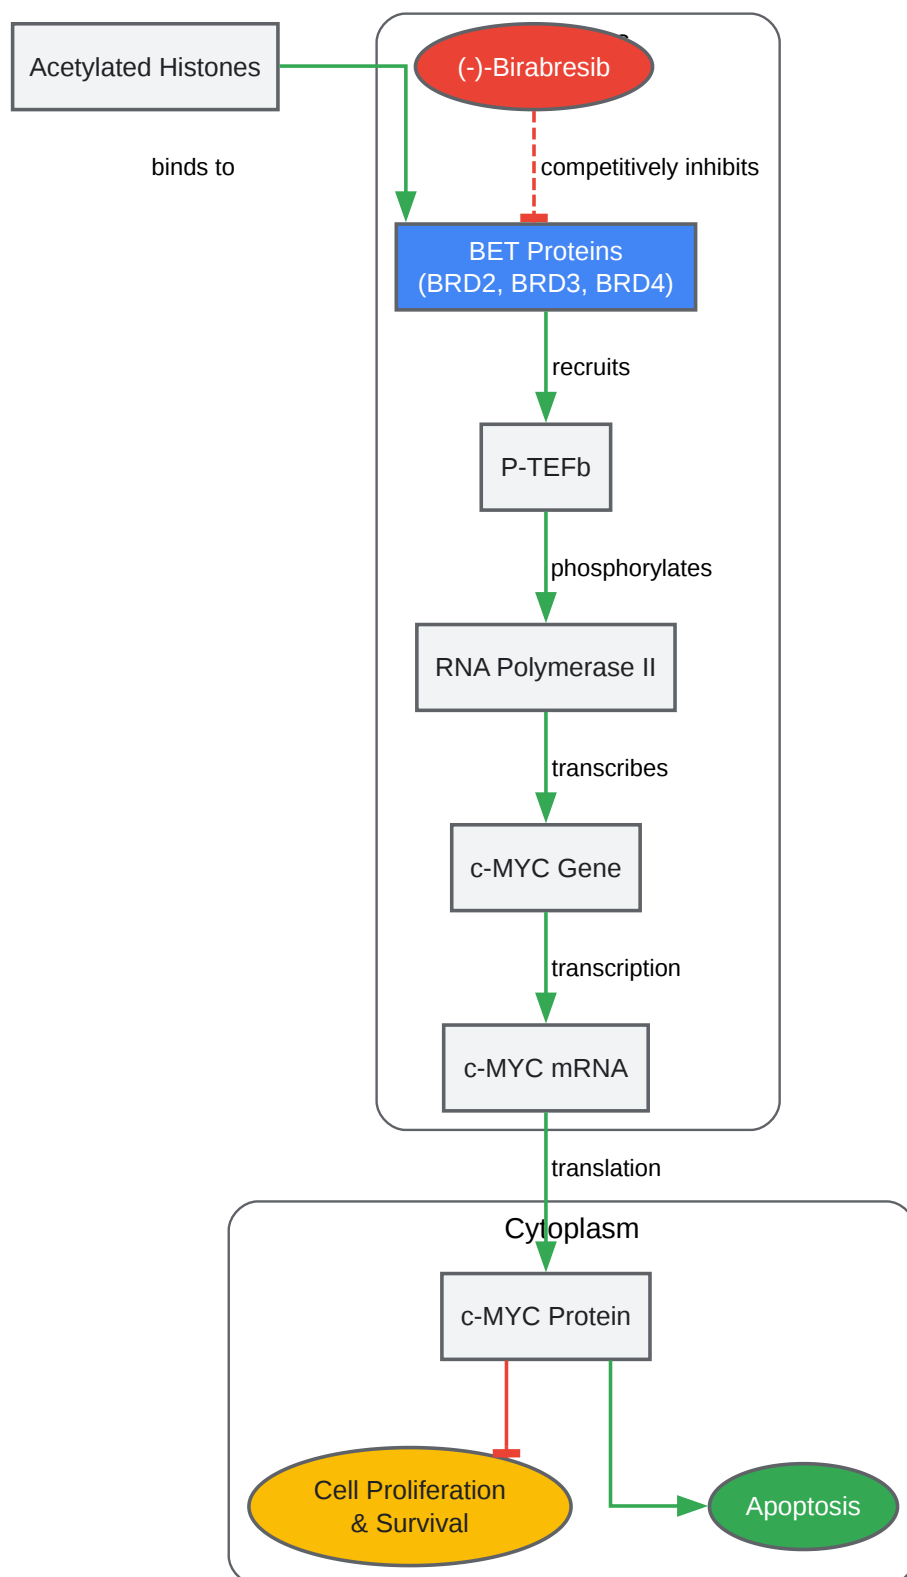 Acetylated Histones
(-)-Birabresib
binds to
competitively inhibits
BET Proteins
(BRD2, BRD3, BRD4)
recruits
P-TEFb
phosphorylates
RNA Polymerase II
transcribes
c-MYC Gene
transcription
c-MYC mRNA
translation
Cytoplasm
c-MYC Protein
Cell Proliferation
& Survival
Apoptosis